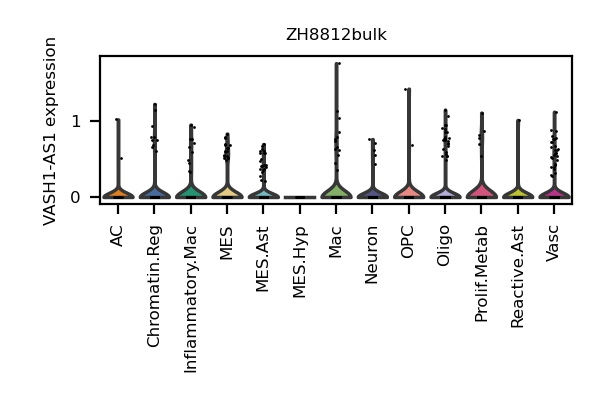 ZH8812bulk
VASH1-AS1 expression
1
0
AC
Chromatin.Reg
Inflammatory.Mac
MES
MES.Ast
MES.Hyp
Mac
Neuron
OPC
Oligo
Prolif.Metab
Reactive.Ast
Vasc